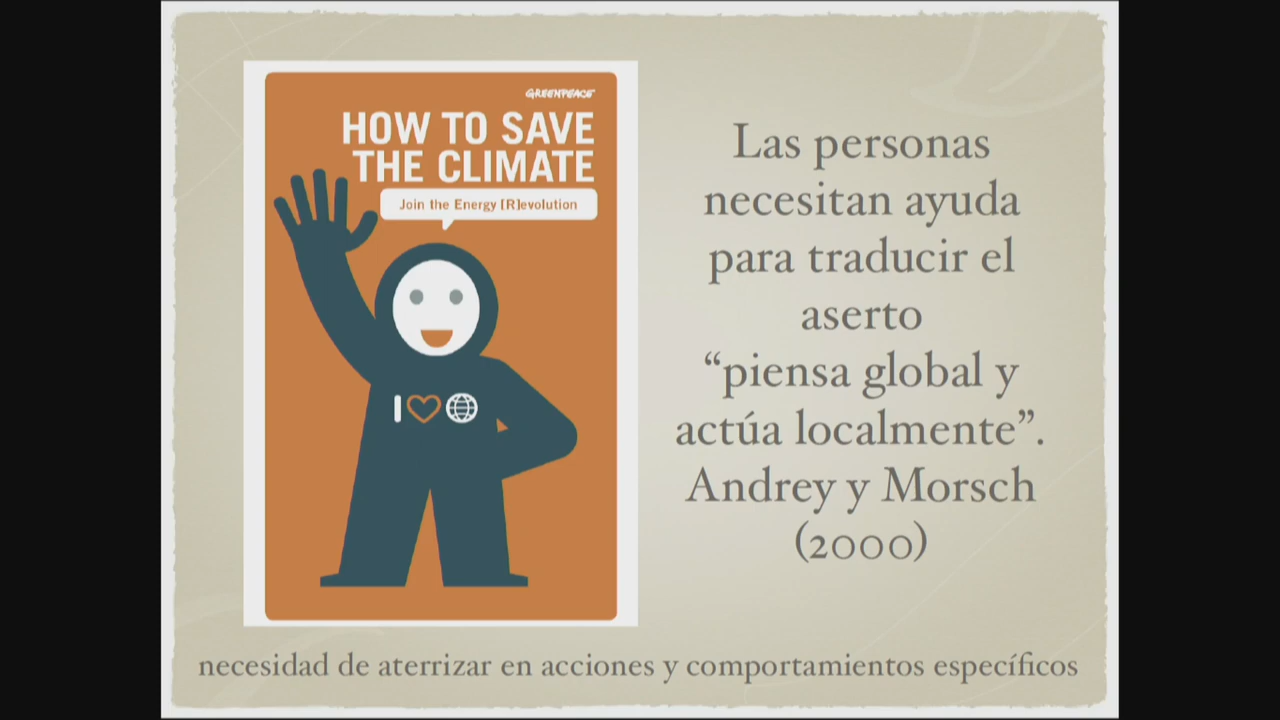 GREENPEACE
HOW TO SAVE
THE CLIMATE
Join the Energy [R]evolution
I
Las personas
necesitan ayuda
para traducir el
aserto
“piensa global y
actúa localmente”.
Andrey y Morsch
(2000)
necesidad de aterrizar en acciones y comportamientos específicos